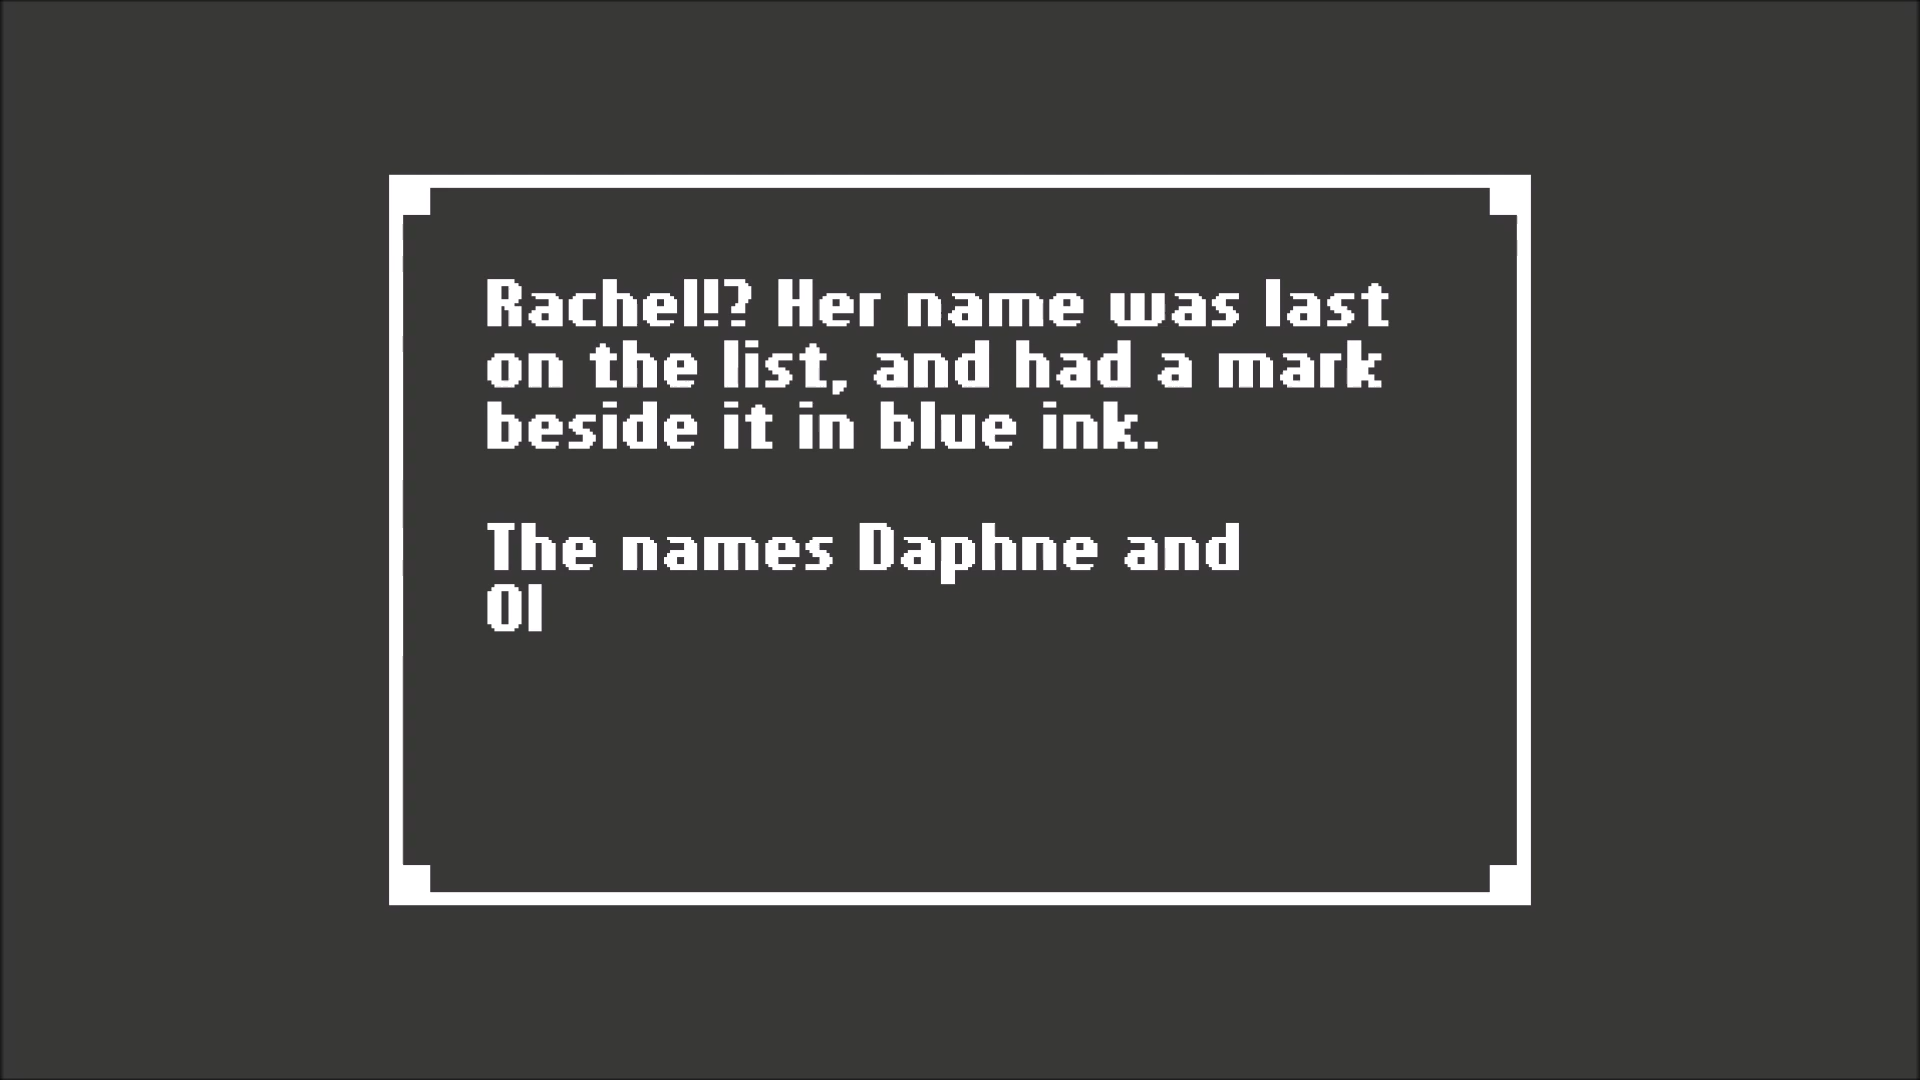 Rachel!? Her name was last
on the list, and had a mark
beside it in blue ink.
The names Daphne and
Ol